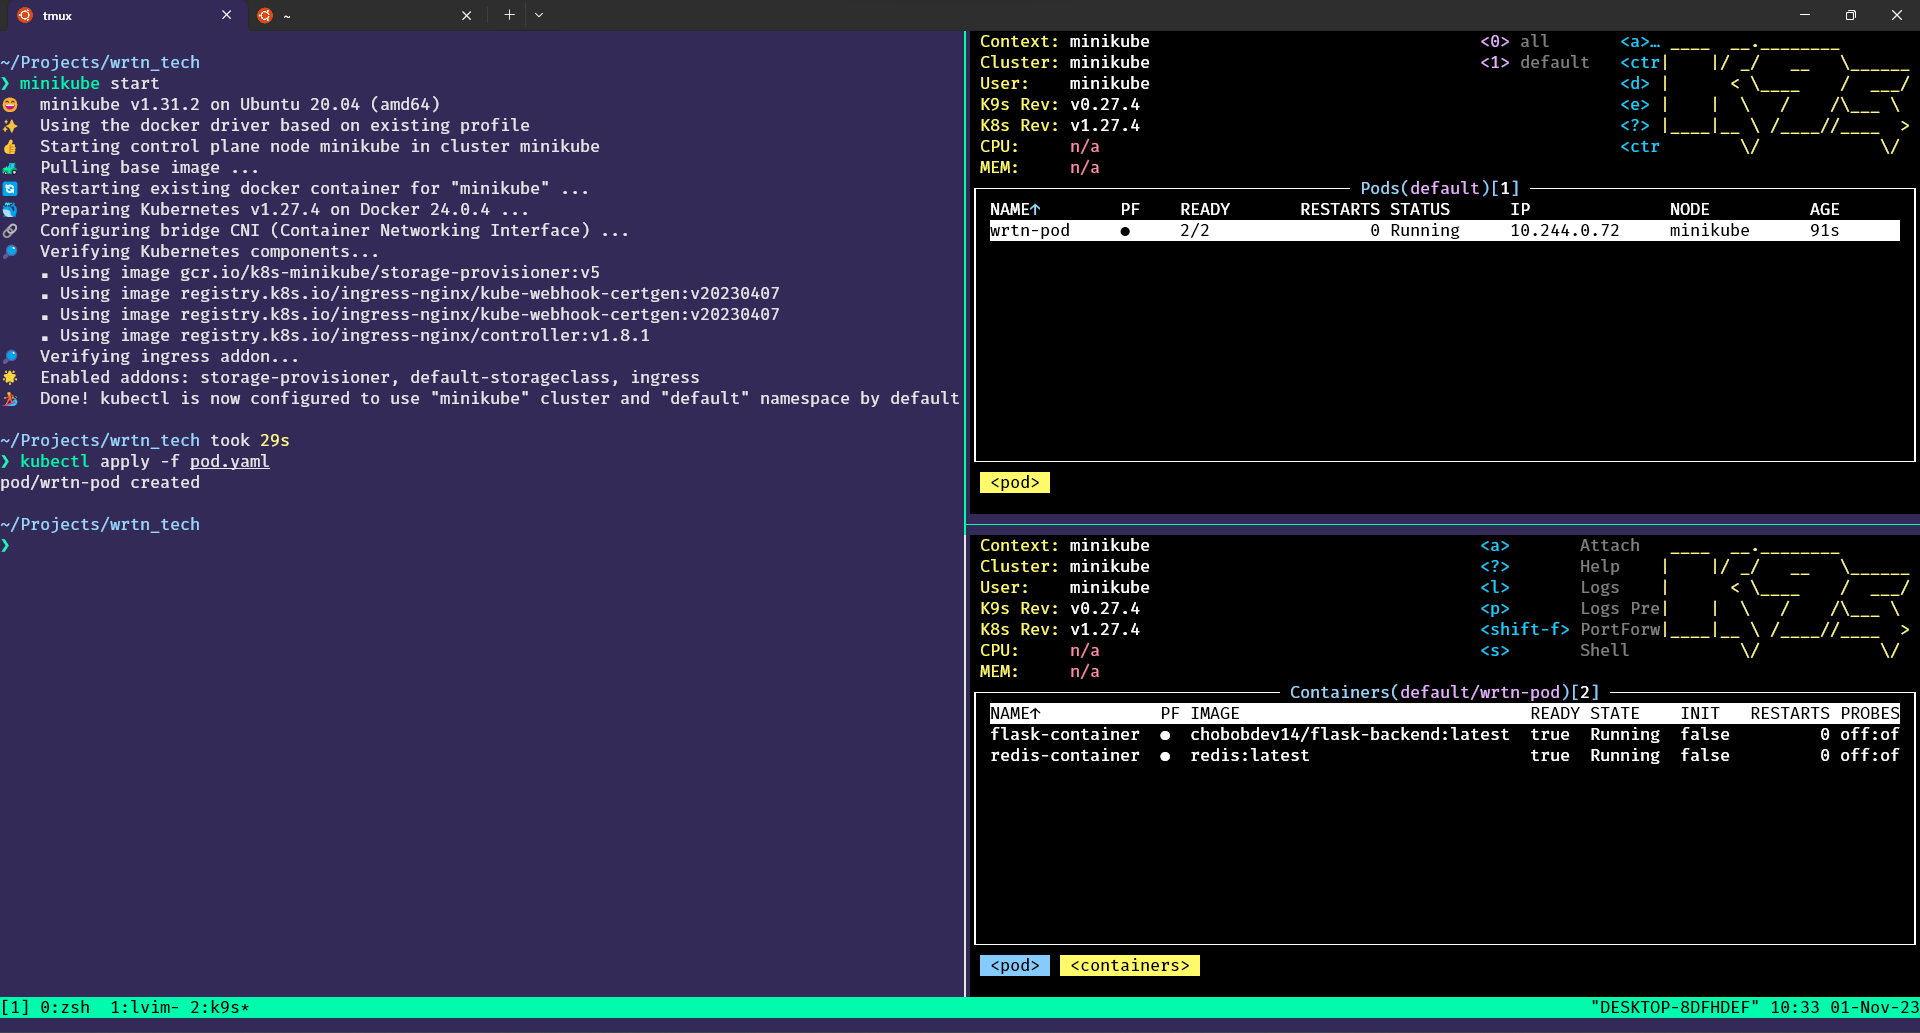 tmux
~
~/Projects/wrtn_tech
❯ minikube start
😄  minikube v1.31.2 on Ubuntu 20.04 (amd64)
✨  Using the docker driver based on existing profile
👍  Starting control plane node minikube in cluster minikube
🚜  Pulling base image ...
🔄  Restarting existing docker container for "minikube" ...
🐳  Preparing Kubernetes v1.27.4 on Docker 24.0.4 ...
🔗  Configuring bridge CNI (Container Networking Interface) ...
🔎  Verifying Kubernetes components...
▪ Using image gcr.io/k8s-minikube/storage-provisioner:v5
▪ Using image registry.k8s.io/ingress-nginx/kube-webhook-certgen:v20230407
▪ Using image registry.k8s.io/ingress-nginx/kube-webhook-certgen:v20230407
▪ Using image registry.k8s.io/ingress-nginx/controller:v1.8.1
🔎  Verifying ingress addon...
🌟  Enabled addons: storage-provisioner, default-storageclass, ingress
🏄  Done! kubectl is now configured to use "minikube" cluster and "default" namespace by default
~/Projects/wrtn_tech took 29s
❯ kubectl apply -f pod.yaml
pod/wrtn-pod created
~/Projects/wrtn_tech
❯
Context: minikube <0> all <a>…
Cluster: minikube <1> default <ctr
User: minikube <d>
K9s Rev: v0.27.4 <e>
K8s Rev: v1.27.4 <?>
CPU: n/a <ctr
MEM: n/a
Pods(default)[1]
NAME↑ PF READY RESTARTS STATUS IP NODE AGE
wrtn-pod ● 2/2 0 Running 10.244.0.72 minikube 91s
<pod>
Context: minikube <a> Attach
Cluster: minikube <?> Help
User: minikube <l> Logs
K9s Rev: v0.27.4 <p> Logs Pre
K8s Rev: v1.27.4 <shift-f> PortForw
CPU: n/a <s> Shell
MEM: n/a
Containers(default/wrtn-pod)[2]
NAME↑ PF IMAGE READY STATE INIT RESTARTS PROBES
flask-container ● chobobdev14/flask-backend:latest true Running false 0 off:of
redis-container ● redis:latest true Running false 0 off:of
<pod> <containers>
[1] 0:zsh  1:lvim- 2:k9s* "DESKTOP-8DFHDEF" 10:33 01-Nov-23